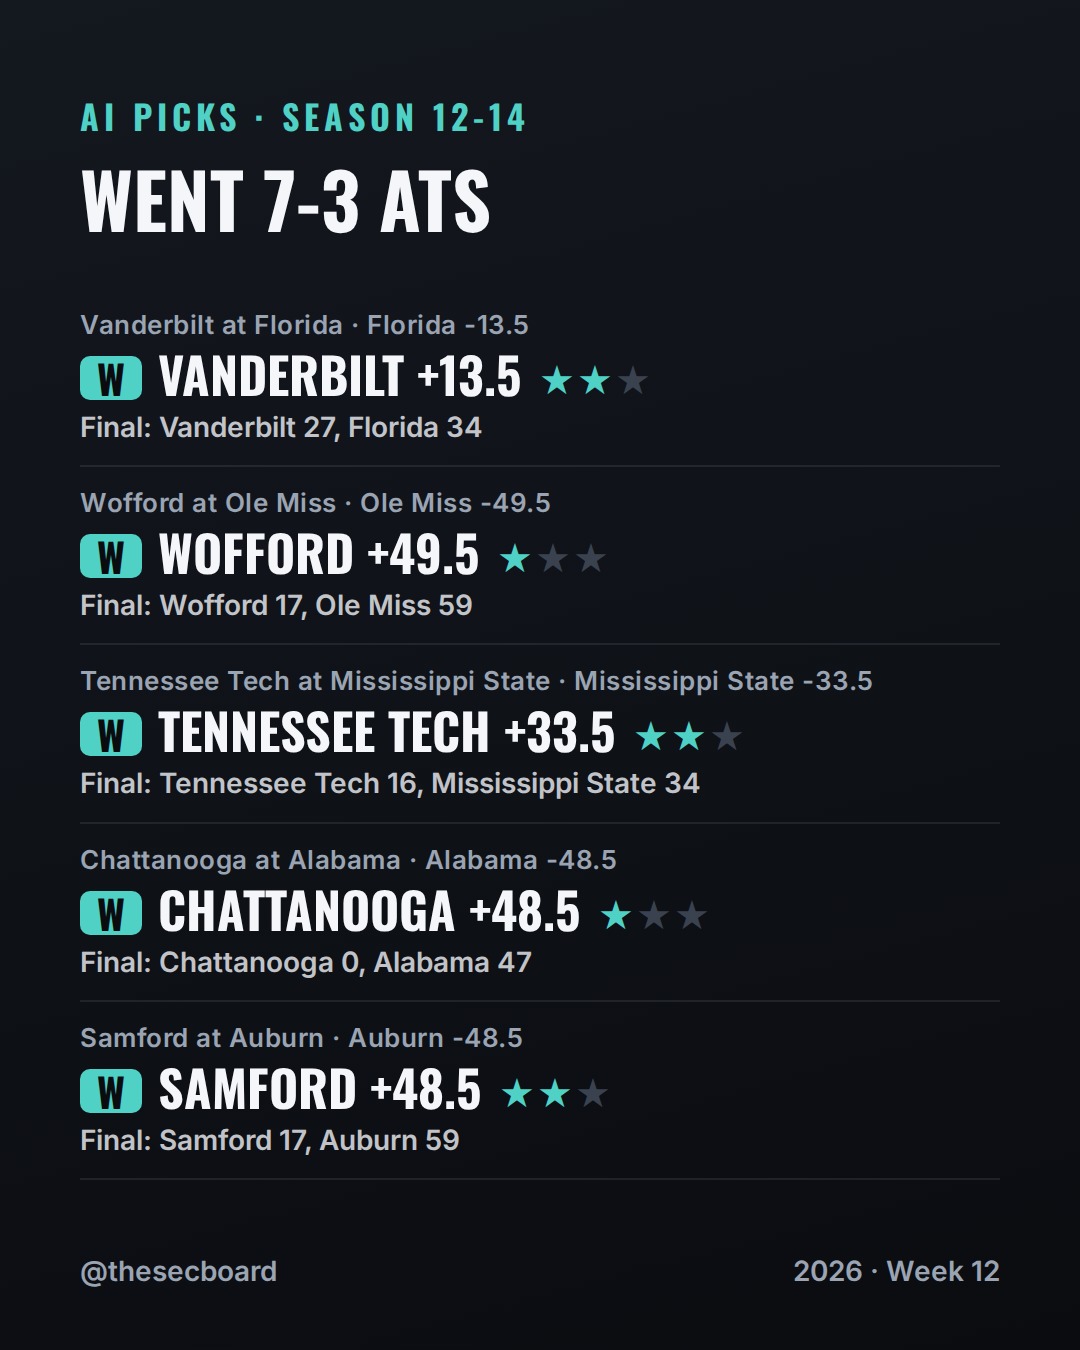 AI PICKS · SEASON 12-14
WENT 7-3 ATS
Vanderbilt at Florida · Florida -13.5
W VANDERBILT +13.5 ★★★
Final: Vanderbilt 27, Florida 34
Wofford at Ole Miss · Ole Miss -49.5
W WOFFORD +49.5 ★★★
Final: Wofford 17, Ole Miss 59
Tennessee Tech at Mississippi State · Mississippi State -33.5
W TENNESSEE TECH +33.5 ★★★
Final: Tennessee Tech 16, Mississippi State 34
Chattanooga at Alabama · Alabama -48.5
W CHATTANOOGA +48.5 ★★★
Final: Chattanooga 0, Alabama 47
Samford at Auburn · Auburn -48.5
W SAMFORD +48.5 ★★★
Final: Samford 17, Auburn 59
@thesecboard
2026 · Week 12